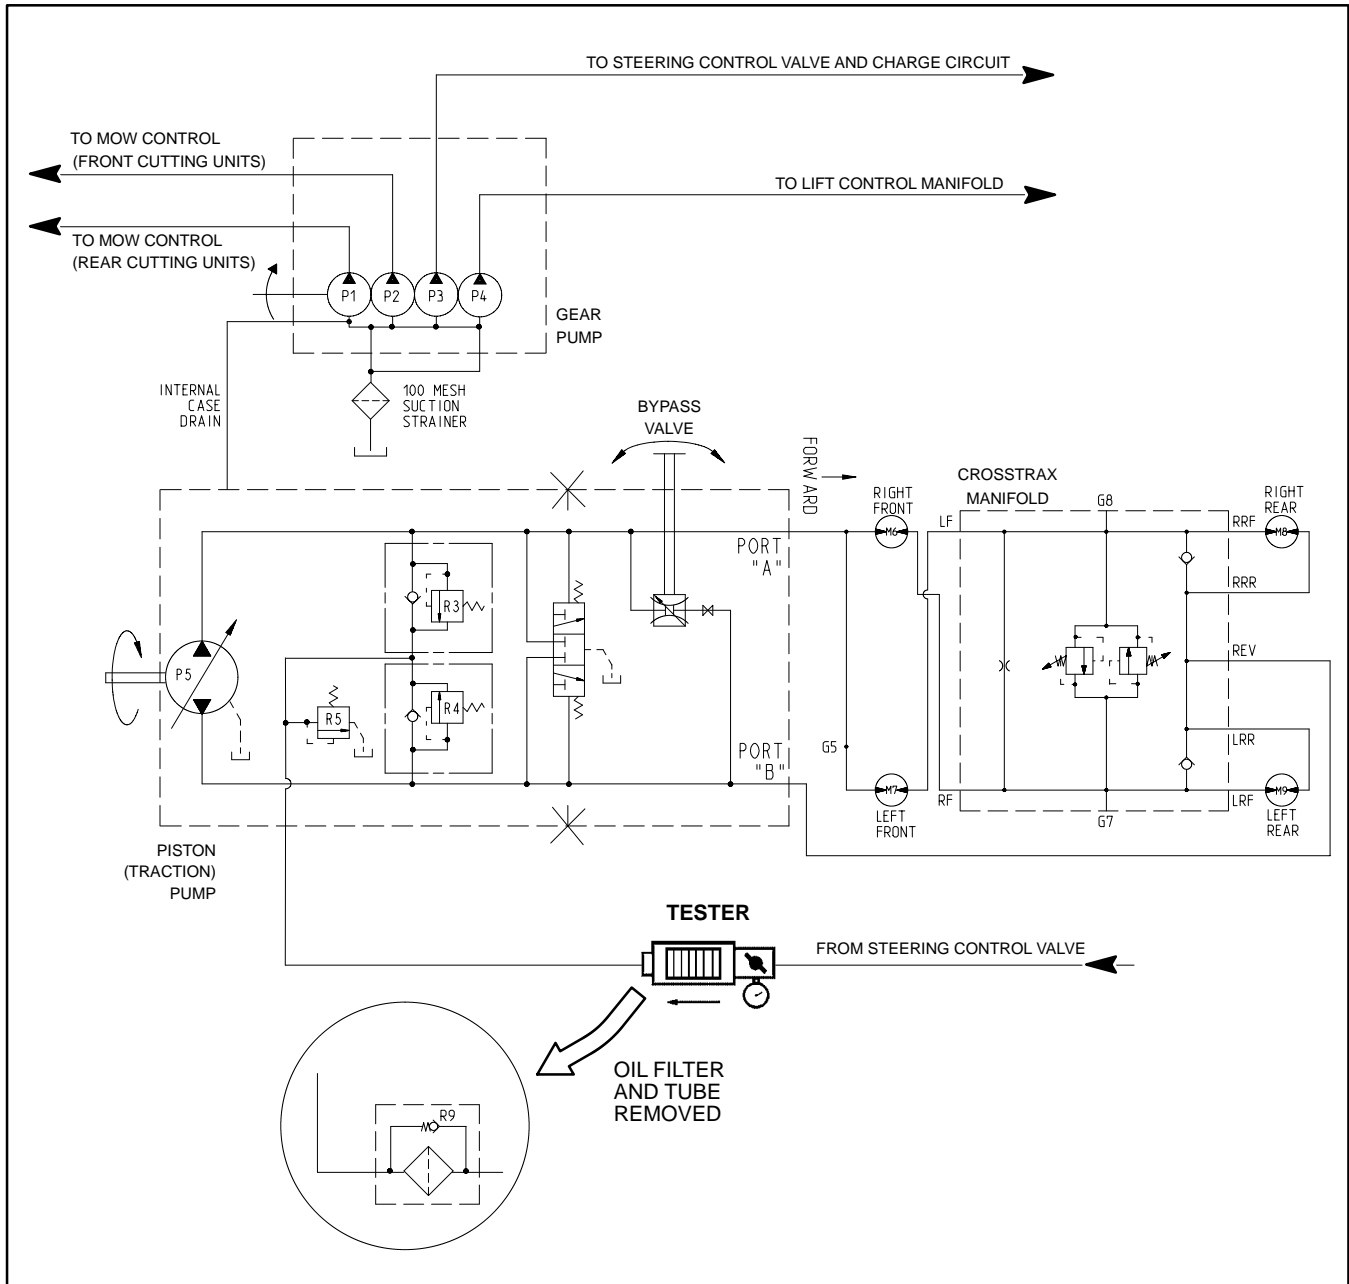 TO STEERING CONTROL VALVE AND CHARGE CIRCUIT
TO MOW CONTROL
(FRONT CUTTING UNITS)
TO LIFT CONTROL MANIFOLD
TO MOW CONTROL
(REAR CUTTING UNITS)
P1
P2
P3
P4
GEAR
PUMP
INTERNAL
CASE
DRAIN
100 MESH
SUCTION
STRAINER
BYPASS
VALVE
FORWARD
RIGHT
FRONT
CROSSTRAX
MANIFOLD
G8
RIGHT
REAR
LF
RRF
M6
M8
PORT
"A"
RRR
R3
REV
P5
R4
R5
PORT
"B"
G5
LRR
M7
RF
LRF
M9
LEFT
FRONT
G7
LEFT
REAR
PISTON
(TRACTION)
PUMP
TESTER
FROM STEERING CONTROL VALVE
OIL FILTER
AND TUBE
REMOVED
R9